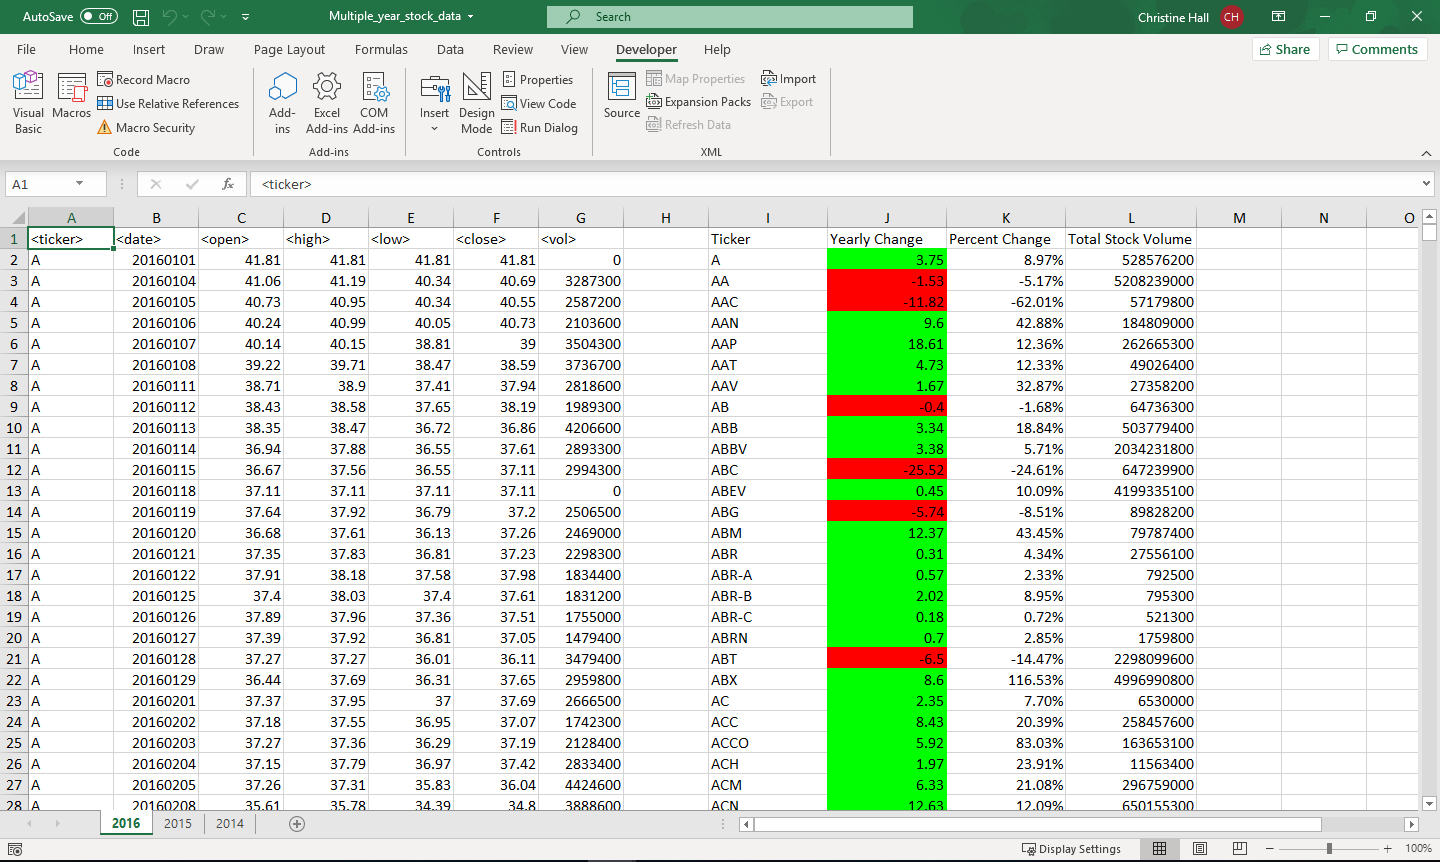 AutoSave Off Multiple_year_stock_data Search Christine Hall CH
File Home Insert Draw Page Layout Formulas Data Review View Developer Help Share Comments
Visual Basic Macros Record Macro Use Relative References Macro Security
Code
Add-ins Excel Add-ins COM Add-ins
Add-ins
Insert Design Mode Properties View Code Run Dialog
Controls
Source Map Properties Expansion Packs Refresh Data Import Export
XML
A1 fx <ticker>
A B C D E F G H I J K L M N O
1 <ticker> <date> <open> <high> <low> <close> <vol> Ticker Yearly Change Percent Change Total Stock Volume
2 A 20160101 41.81 41.81 41.81 41.81 0 A 3.75 8.97% 528576200
3 A 20160104 41.06 41.19 40.34 40.69 3287300 AA -1.53 -5.17% 5208239000
4 A 20160105 40.73 40.95 40.34 40.55 2587200 AAC -11.82 -62.01% 57179800
5 A 20160106 40.24 40.99 40.05 40.73 2103600 AAN 9.6 42.88% 184809000
6 A 20160107 40.14 40.15 38.81 39 3504300 AAP 18.61 12.36% 262665300
7 A 20160108 39.22 39.71 38.47 38.59 3736700 AAT 4.73 12.33% 49026400
8 A 20160111 38.71 38.9 37.41 37.94 2818600 AAV 1.67 32.87% 27358200
9 A 20160112 38.43 38.58 37.65 38.19 1989300 AB -0.4 -1.68% 64736300
10 A 20160113 38.35 38.47 36.72 36.86 4206600 ABB 3.34 18.84% 503779400
11 A 20160114 36.94 37.88 36.55 37.61 2893300 ABBV 3.38 5.71% 2034231800
12 A 20160115 36.67 37.56 36.55 37.11 2994300 ABC -25.52 -24.61% 647239900
13 A 20160118 37.11 37.11 37.11 37.11 0 ABEV 0.45 10.09% 4199335100
14 A 20160119 37.64 37.92 36.79 37.2 2506500 ABG -5.74 -8.51% 89828200
15 A 20160120 36.68 37.61 36.13 37.26 2469000 ABM 12.37 43.45% 79787400
16 A 20160121 37.35 37.83 36.81 37.23 2298300 ABR 0.31 4.34% 27556100
17 A 20160122 37.91 38.18 37.58 37.98 1834400 ABR-A 0.57 2.33% 792500
18 A 20160125 37.4 38.03 37.4 37.61 1831200 ABR-B 2.02 8.95% 795300
19 A 20160126 37.89 37.96 37.36 37.51 1755000 ABR-C 0.18 0.72% 521300
20 A 20160127 37.39 37.92 36.81 37.05 1479400 ABRN 0.7 2.85% 1759800
21 A 20160128 37.27 37.27 36.01 36.11 3479400 ABT -6.5 -14.47% 2298099600
22 A 20160129 36.44 37.69 36.31 37.65 2959800 ABX 8.6 116.53% 4996990800
23 A 20160201 37.37 37.95 37 37.69 2666500 AC 2.35 7.70% 6530000
24 A 20160202 37.18 37.55 36.95 37.07 1742300 ACC 8.43 20.39% 258457600
25 A 20160203 37.27 37.36 36.29 37.19 2128400 ACCO 5.92 83.03% 163653100
26 A 20160204 37.15 37.79 36.97 37.42 2833400 ACH 1.97 23.91% 11563400
27 A 20160205 37.26 37.31 35.83 36.04 4424600 ACM 6.33 21.08% 296759000
28 A 20160208 35.61 35.78 34.39 34.8 3888600 ACN 12.63 12.09% 650155300
2016 2015 2014
Display Settings 100%